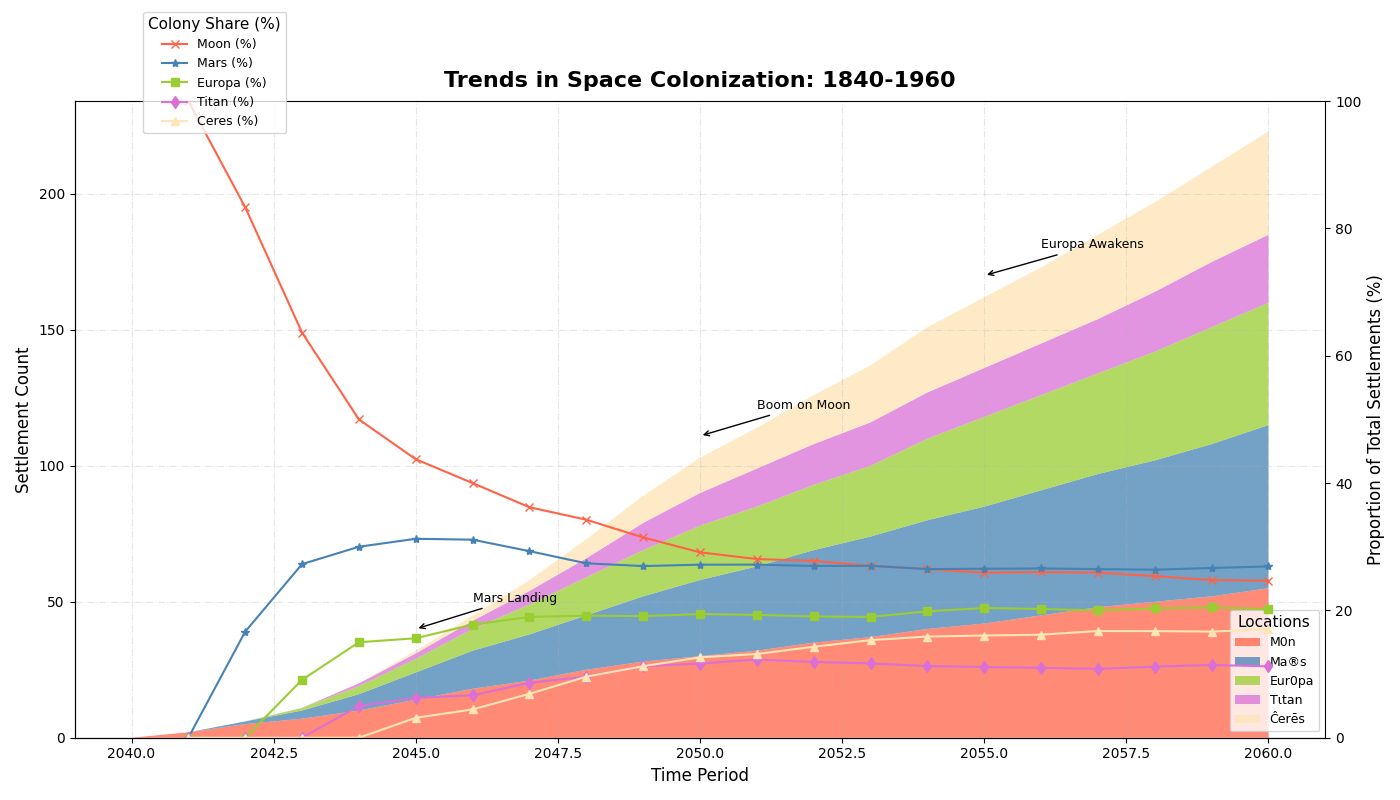 Colony Share (%)
Moon (%)
Mars (%)
Europa (%)
Titan (%)
Ceres (%)
Trends in Space Colonization: 1840-1960
Settlement Count
200
150
100
50
0
100
80
60
40
20
0
Proportion of Total Settlements (%)
Europa Awakens
Boom on Moon
Mars Landing
Locations
M0n
Ma®s
Eur0pa
Tɩtan
Ĉerēs
2040.0
2042.5
2045.0
2047.5
2050.0
2052.5
2055.0
2057.5
2060.0
Time Period